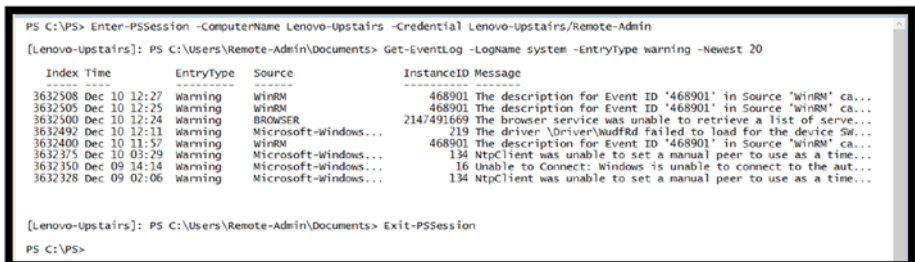 PS C:\PS> Enter-PSSession -ComputerName Lenovo-Upstairs -Credential Lenovo-Upstairs/Remote-Admin
[Lenovo-Upstairs]: PS C:\Users\Remote-Admin\Documents> Get-EventLog -LogName system -EntryType warning -Newest 20
Index Time EntryType Source InstanceID Message
----- ---- --------- ------ ---------- -------
3632508 Dec 10 12:27 Warning WinRM 468901 The description for Event ID '468901' in Source 'WinRM' ca...
3632505 Dec 10 12:25 Warning WinRM 468901 The description for Event ID '468901' in Source 'WinRM' ca...
3632500 Dec 10 12:24 Warning BROWSER 2147491669 The browser service was unable to retrieve a list of serve...
3632492 Dec 10 12:11 Warning Microsoft-Windows... 219 The driver \Driver\WudfRd failed to load for the device SW...
3632400 Dec 10 11:57 Warning WinRM 468901 The description for Event ID '468901' in Source 'WinRM' ca...
3632375 Dec 10 03:29 Warning Microsoft-Windows... 134 NtpClient was unable to set a manual peer to use as a time...
3632350 Dec 09 14:14 Warning Microsoft-Windows... 16 Unable to Connect: Windows is unable to connect to the aut...
3632328 Dec 09 02:06 Warning Microsoft-Windows... 134 NtpClient was unable to set a manual peer to use as a time...
[Lenovo-Upstairs]: PS C:\Users\Remote-Admin\Documents> Exit-PSSession
PS C:\PS>